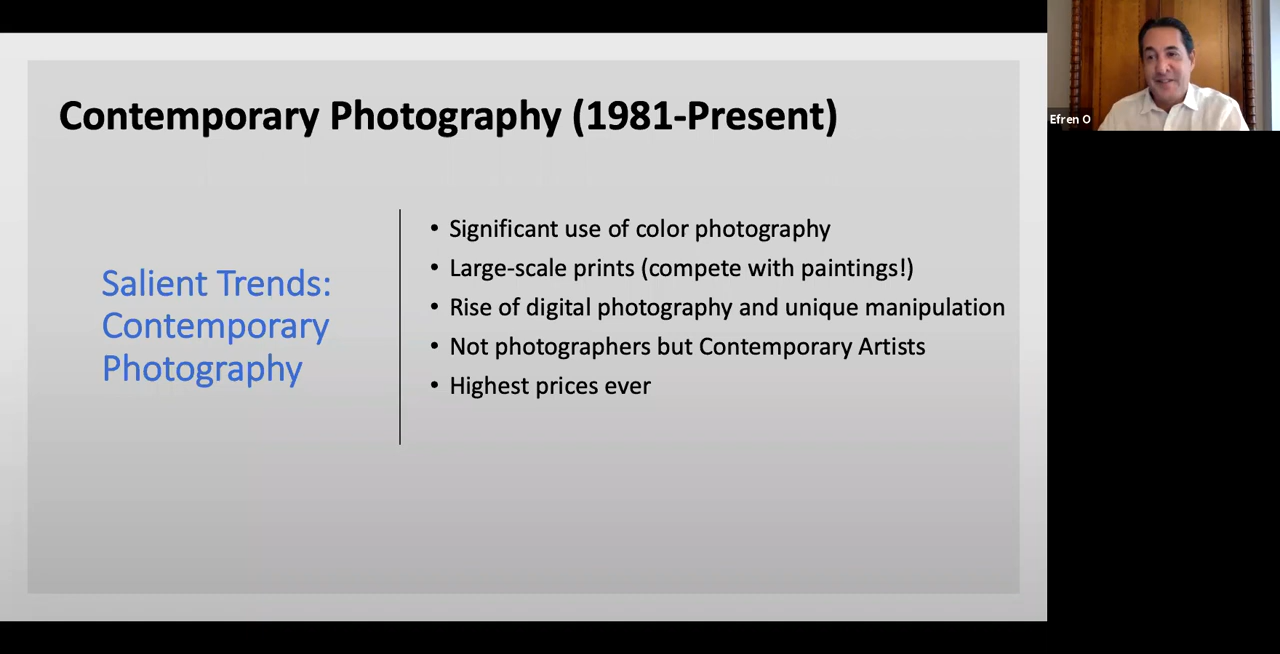 Contemporary Photography (1981-Present)
Salient Trends:
Contemporary
Photography
• Significant use of color photography
• Large-scale prints (compete with paintings!)
• Rise of digital photography and unique manipulation
• Not photographers but Contemporary Artists
• Highest prices ever
Efren O